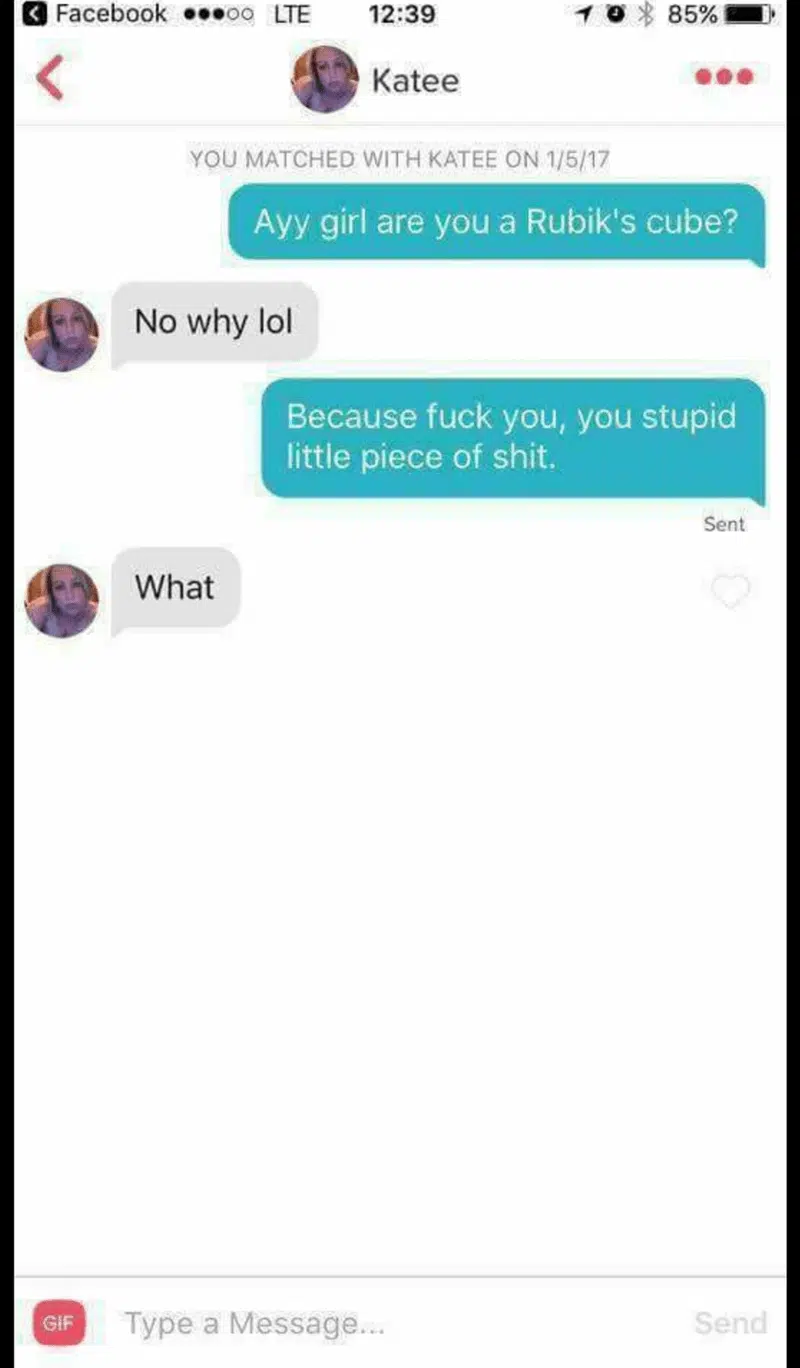 Facebook LTE 12:39 85%
Katee
YOU MATCHED WITH KATEE ON 1/5/17
Ayy girl are you a Rubik's cube?
No why lol
Because fuck you, you stupid
little piece of shit.
Sent
What
GIF Type a Message... Send